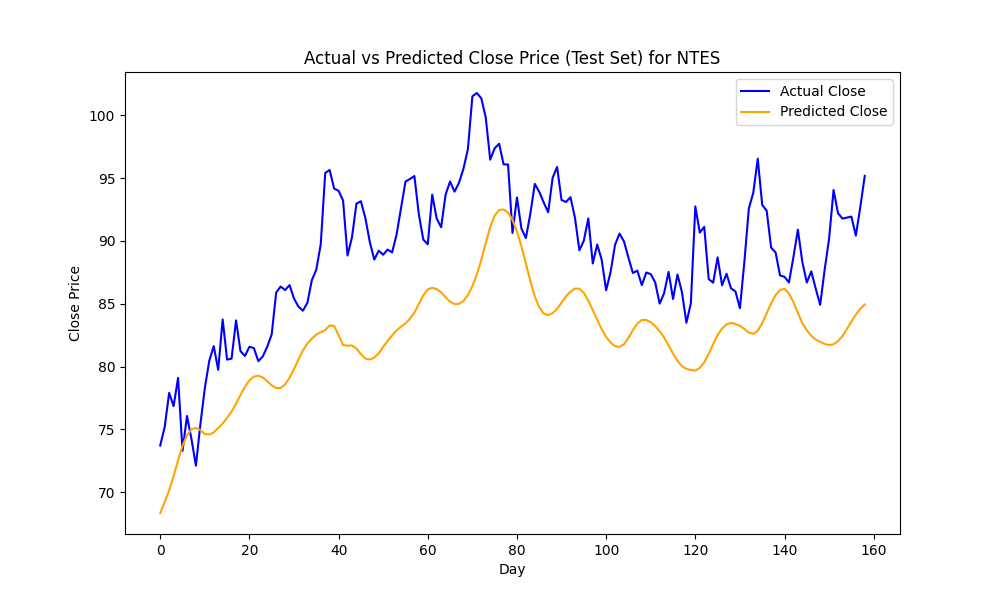 Actual vs Predicted Close Price (Test Set) for NTES
Actual Close
Predicted Close
Close Price
100
95
90
85
80
75
70
0 20 40 60 80 100 120 140 160
Day